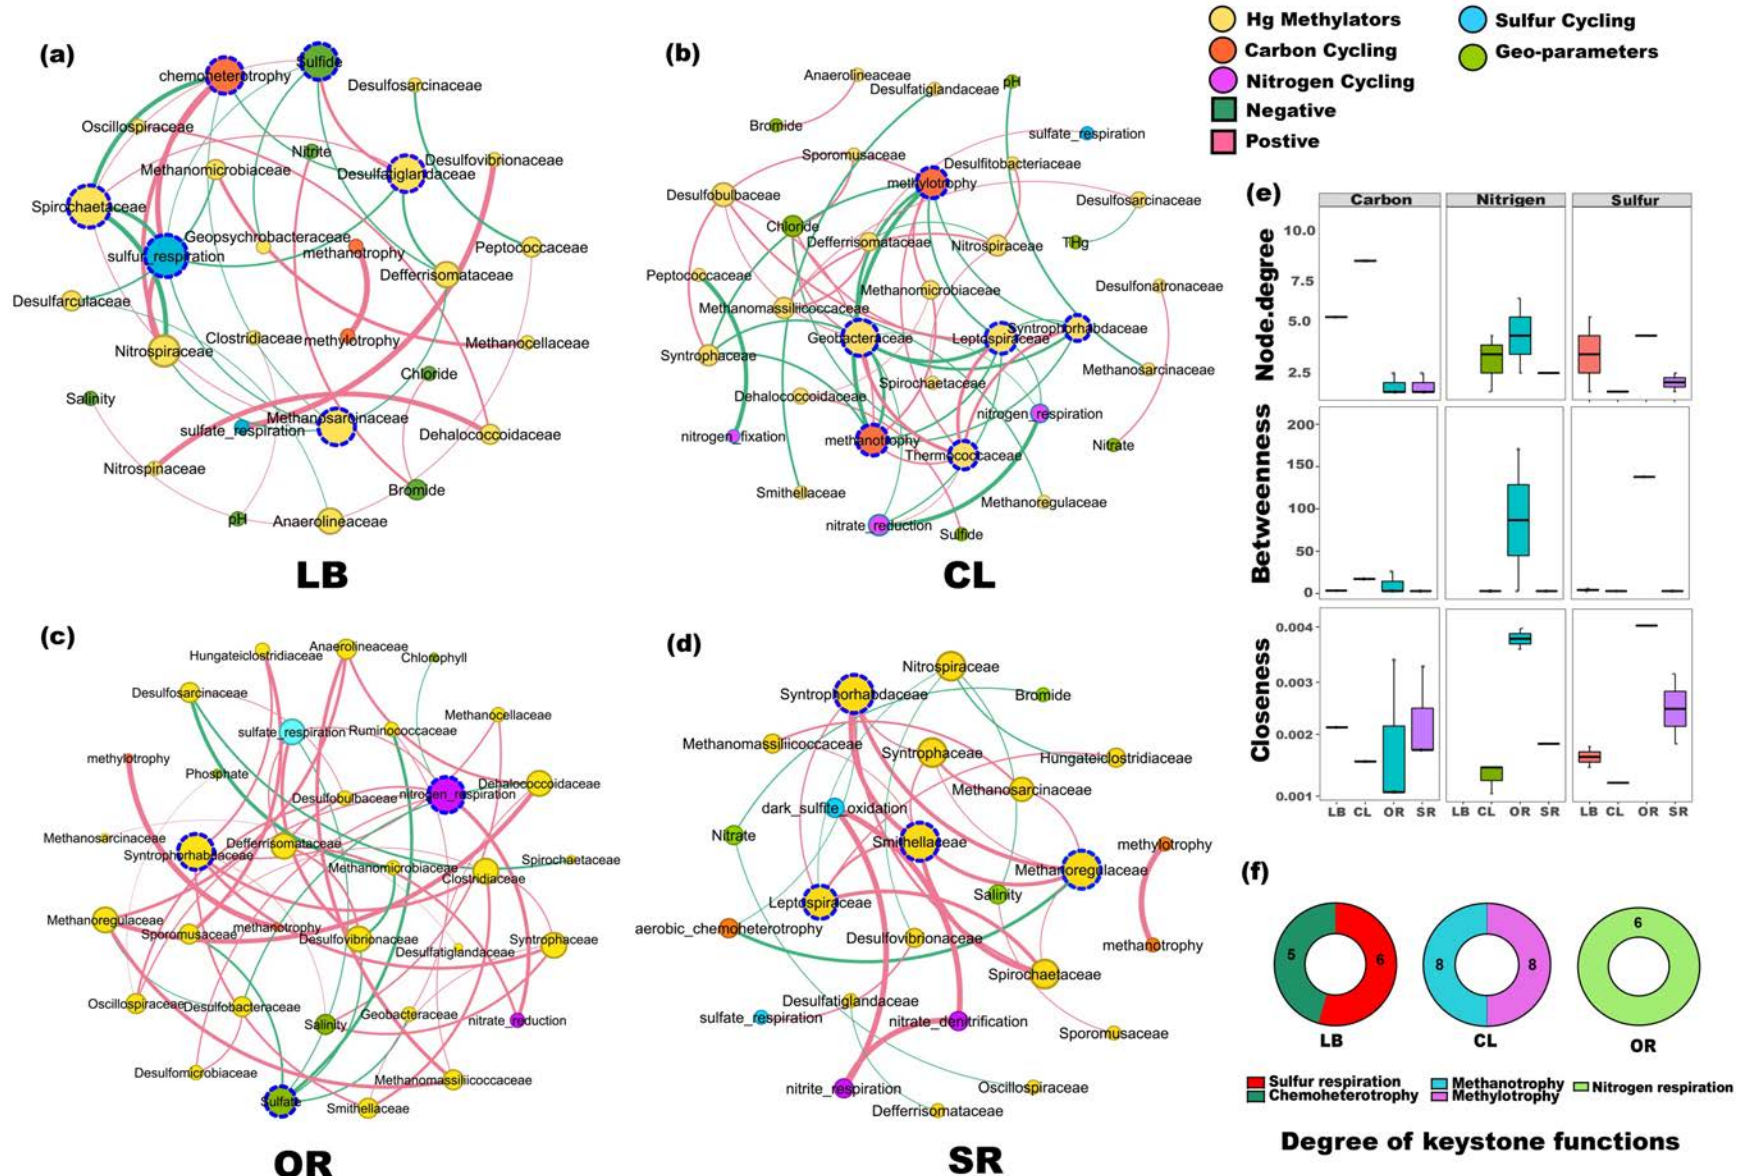 Hg Methylators
Sulfur Cycling
Carbon Cycling
Geo-parameters
Nitrogen Cycling
Negative
Postive
(a)
chemoheterotrophy
Sulfide
Desulfosarcinaceae
Oscillospiraceae
Nitrite
Methanomicrobiaceae
Desulfovibrionaceae
Desulfatiglandaceae
Spirochaetaceae
Geopsychrobacteraceae
sulfur_respiration
methanotrophy
Peptococcaceae
Defferrisomataceae
Desulfarculaceae
Clostridiaceae
methylotrophy
Methanocellaceae
Nitrospiraceae
Chloride
Salinity
Methanosarcinaceae
sulfate_respiration
Dehalococcoidaceae
Nitrospinaceae
Bromide
pH
Anaerolineaceae
LB
(b)
Anaerolineaceae
Desulfatiglandaceae
pH
Bromide
sulfate_respiration
Sporomusaceae
Desulfitobacteriaceae
methylotrophy
Desulfobulbaceae
Desulfosarcinaceae
Chloride
Defferrisomataceae
Nitrospiraceae
THg
Peptococcaceae
Methanomicrobiaceae
Desulfonatronaceae
Methanomassiliicoccaceae
Syntrophorhabdaceae
Geobacteraceae
Leptospiraceae
Syntrophaceae
Methanosarcinaceae
Spirochaetaceae
Dehalococcoidaceae
nitrogen_respiration
nitrogen_fixation
methanotrophy
Nitrate
Thermococcaceae
Smithellaceae
Methanoregulaceae
nitrate_reduction
Sulfide
CL
(c)
Hungateiclostridiaceae
Anaerolineaceae
Chlorophyll
Desulfosarcinaceae
Methanocellaceae
sulfate_respiration
Ruminococcaceae
methylotrophy
Phosphate
Dehalococcoidaceae
Desulfobulbaceae
nitrogen_respiration
Methanosarcinaceae
Defferrisomataceae
Syntrophorhabdaceae
Spirochaetaceae
Methanomicrobiaceae
Clostridiaceae
Methanoregulaceae
methanotrophy
Sporomusaceae
Desulfovibrionaceae
Syntrophaceae
Desulfatiglandaceae
Oscillospiraceae
Desulfobacteraceae
Geobacteraceae
Salinity
nitrate_reduction
Desulfomicrobiaceae
Methanomassiliicoccaceae
Sulfate
Smithellaceae
OR
(d)
Nitrospiraceae
Syntrophorhabdaceae
Bromide
Methanomassiliicoccaceae
Syntrophaceae
Hungateiclostridiaceae
Methanosarcinaceae
dark_sulfite_oxidation
Nitrate
Smithellaceae
methylotrophy
Methanoregulaceae
Salinity
Leptospiraceae
aerobic_chemoheterotrophy
Desulfovibrionaceae
methanotrophy
Spirochaetaceae
Desulfatiglandaceae
sulfate_respiration
nitrate_denitrification
Sporomusaceae
nitrite_respiration
Oscillospiraceae
Defferrisomataceae
SR
(e)
Carbon
Nitrigen
Sulfur
Node.degree
10.0
7.5
5.0
2.5
Betweenness
200
150
100
50
0
Closeness
0.004
0.003
0.002
0.001
LB CL OR SR
LB CL OR SR
LB CL OR SR
(f)
5
6
8
8
6
LB
CL
OR
Sulfur respiration
Chemoheterotrophy
Methanotrophy
Methylotrophy
Nitrogen respiration
Degree of keystone functions